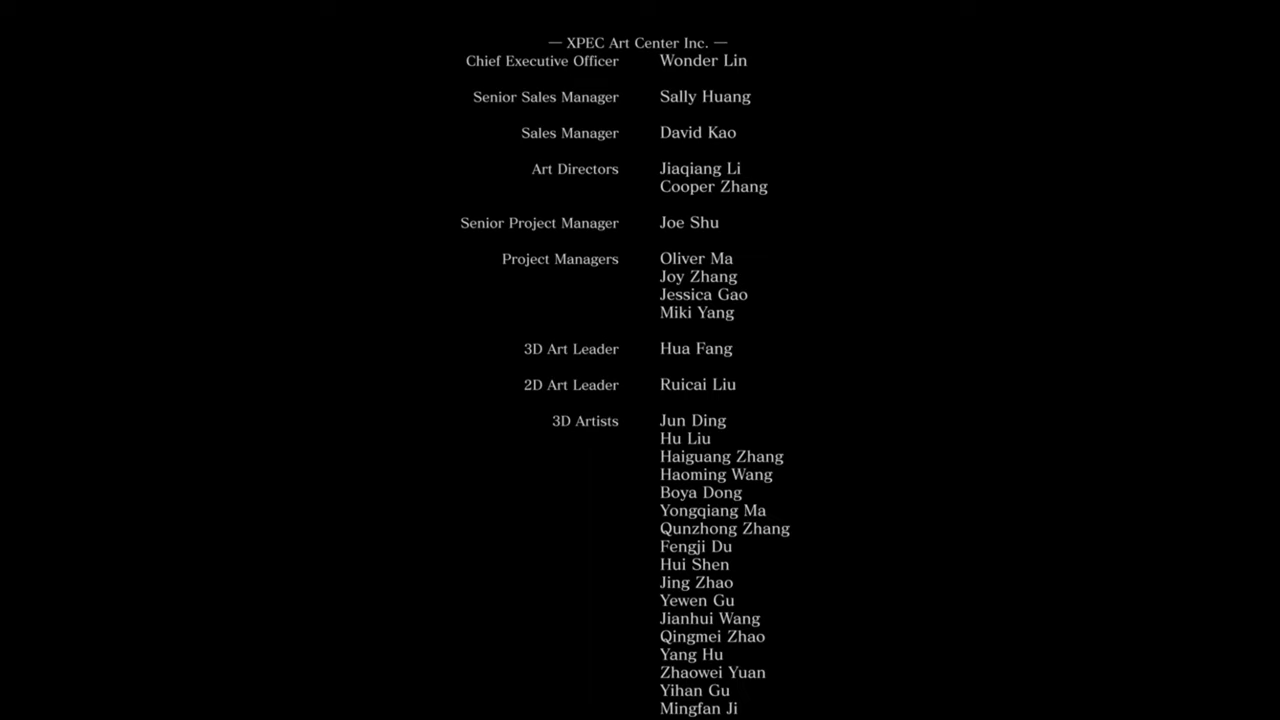 — XPEC Art Center Inc. —
Chief Executive Officer Wonder Lin
Senior Sales Manager Sally Huang
Sales Manager David Kao
Art Directors Jiaqiang Li
Cooper Zhang
Senior Project Manager Joe Shu
Project Managers Oliver Ma
Joy Zhang
Jessica Gao
Miki Yang
3D Art Leader Hua Fang
2D Art Leader Ruicai Liu
3D Artists Jun Ding
Hu Liu
Haiguang Zhang
Haoming Wang
Boya Dong
Yongqiang Ma
Qunzhong Zhang
Fengji Du
Hui Shen
Jing Zhao
Yewen Gu
Jianhui Wang
Qingmei Zhao
Yang Hu
Zhaowei Yuan
Yihan Gu
Mingfan Ji